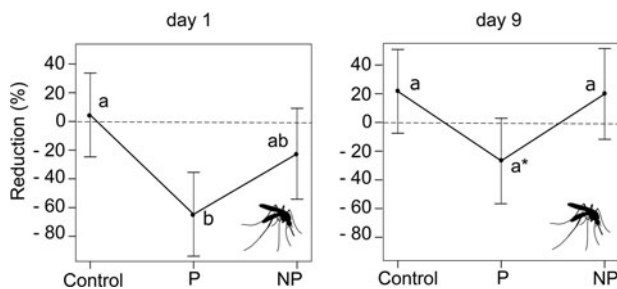 day 1
day 9
Reduction (%)
40
20
0
- 20
- 40
- 60
- 80
a
b
ab
Control
P
NP
40
20
0
- 20
- 40
- 60
- 80
a
a*
a
Control
P
NP